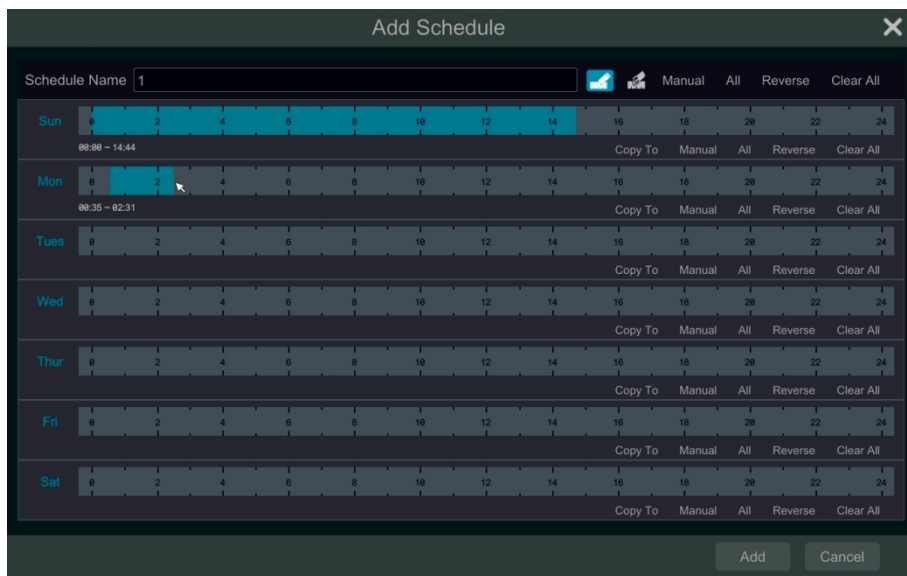 Add Schedule
Schedule Name 1 Manual All Reverse Clear All
Sun 0 2 4 6 8 10 12 14 16 18 20 22 24
00:00 ~ 14:44 Copy To Manual All Reverse Clear All
Mon 0 2 4 6 8 10 12 14 16 18 20 22 24
00:35 ~ 02:31 Copy To Manual All Reverse Clear All
Tues 0 2 4 6 8 10 12 14 16 18 20 22 24
Copy To Manual All Reverse Clear All
Wed 0 2 4 6 8 10 12 14 16 18 20 22 24
Copy To Manual All Reverse Clear All
Thur 0 2 4 6 8 10 12 14 16 18 20 22 24
Copy To Manual All Reverse Clear All
Fri 0 2 4 6 8 10 12 14 16 18 20 22 24
Copy To Manual All Reverse Clear All
Sat 0 2 4 6 8 10 12 14 16 18 20 22 24
Copy To Manual All Reverse Clear All
Add Cancel